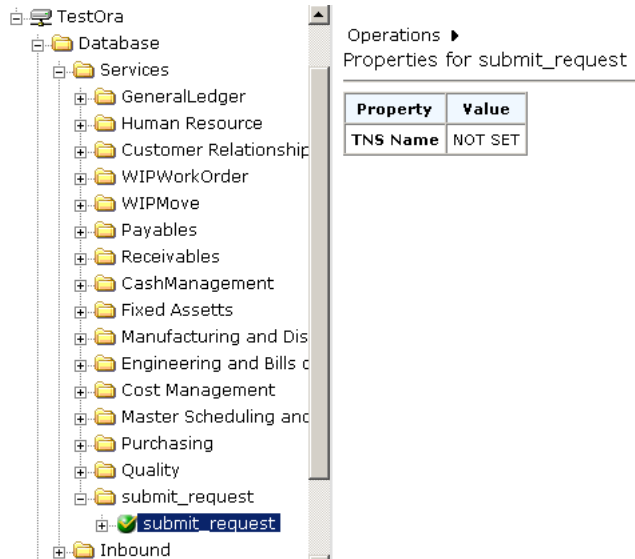 TestOra
Database
Services
GeneralLedger
Human Resource
Customer Relationship
WIPWorkOrder
WIPMove
Payables
Receivables
CashManagement
Fixed Assetts
Manufacturing and Dis
Engineering and Bills o
Cost Management
Master Scheduling and
Purchasing
Quality
submit_request
submit_request
Inbound
Operations
Properties for submit_request
Property Value
TNS Name NOT SET